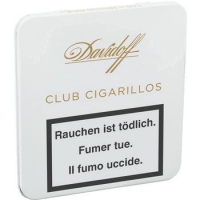 Davidoff
CLUB CIGARILLOS
Rauchen ist tödlich.
Fumer tue.
Il fumo uccide.